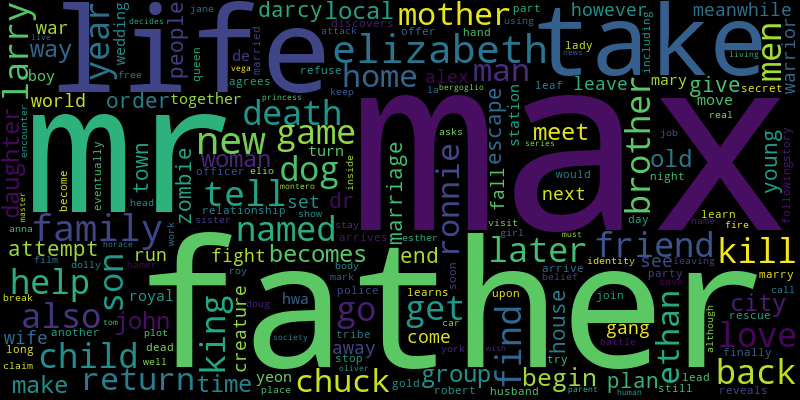 larry war way wedding year people jane queen married darcy local mother however meanwhile
live decides boy free life attack offer hand part using lady leaf men warrior
de vega agrees refuse elizabeth take including news living secret
home man alex leave mary give move
world order together princess death keep la bergoglio escape station max real
mr new game dog meet brother old young
encounter eventually town zombie woman officer elio turn asks series would job night
daughter master become head tell relationship set dr marriage fall next day name followingstory
anna family horace work sister named montero show inside stay ronnie visit girl must learn fire
film dolly hamer fight becomes arrives esther end later friend see leaving kill
attempt run roy body soon arrive belief identity party marry
help son father mark learns upon house join save call
break royal creature police get find city rescue
also john king doug hwa go tribe car gang ethan although love
another tom plot society away come york wish battle finally
wife long dead stop try
claim child well yeon oliver gold group begin plan lead back
make return time place chuck robert husband parent human still reveals